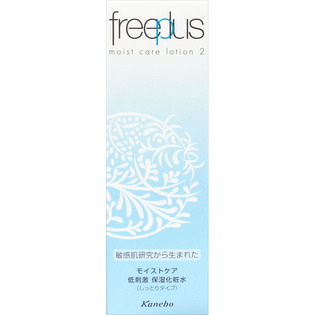 freeplus
moist care lotion 2
敏感肌研究から生まれた
モイストケア
低刺激 保湿化粧水
(しっとりタイプ)
Kanebo